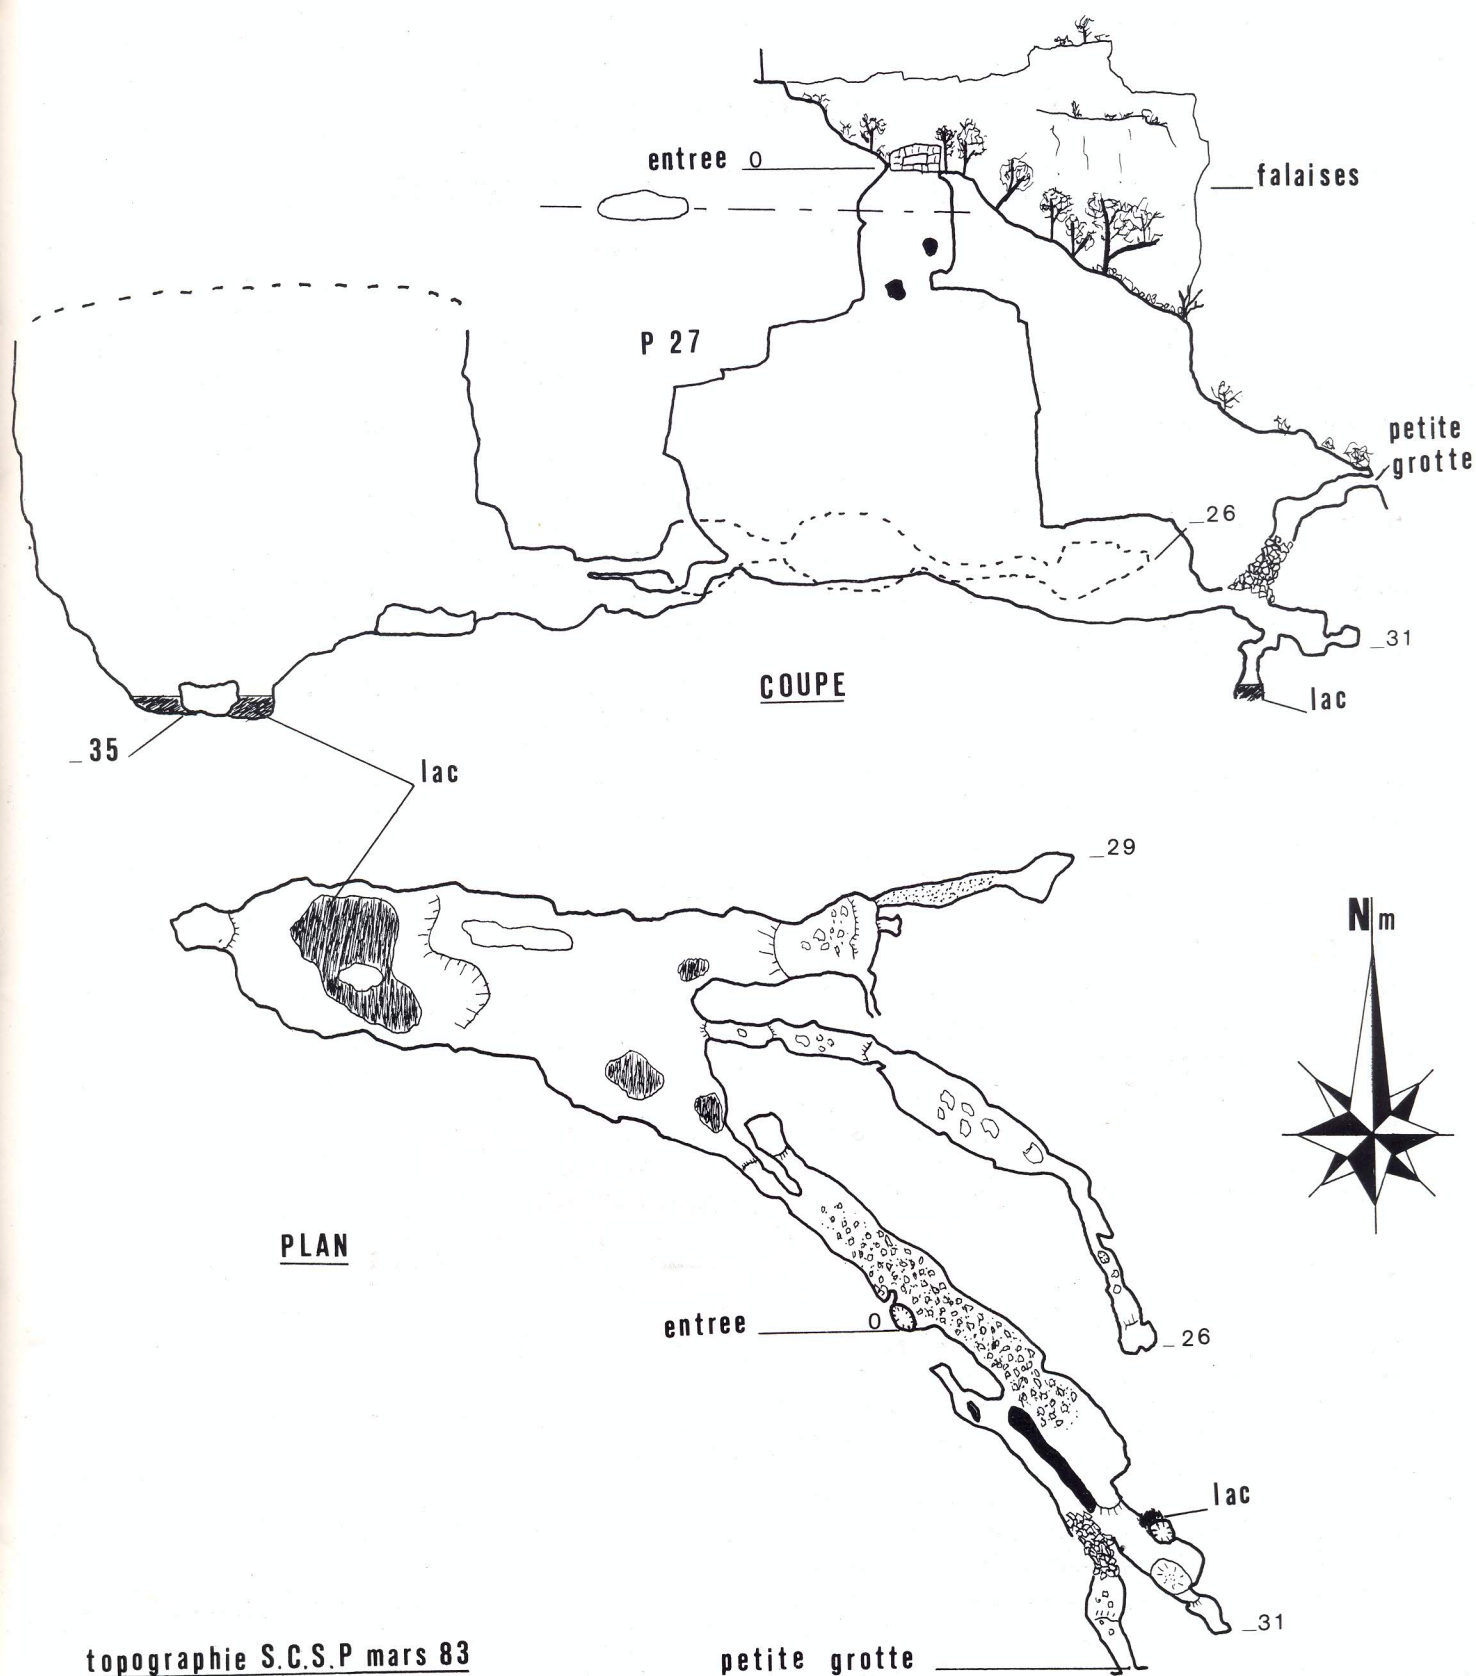 entree 0
falaises
P 27
petite
grotte
_26
_31
COUPE
lac
_35
lac
_29
N m
PLAN
entree 0
_26
lac
_31
topographie S.C.S.P mars 83
petite grotte